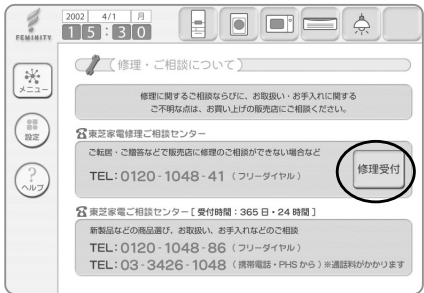 FEMINITY
2002 4/1 月
15:30
メニュー
設定
?
ヘルプ
修理・ご相談について
修理に関するご相談ならびに、お取扱い・お手入れに関する
ご不明な点は、お買い上げの販売店にご相談ください。
東芝家電修理ご相談センター
ご転居・ご贈答などで販売店に修理のご相談ができない場合など
TEL:0120-1048-41(フリーダイヤル)
修理受付
東芝家電ご相談センター[受付時間:365日・24時間]
新製品などの商品選び、お取扱い、お手入れなどのご相談
TEL:0120-1048-86(フリーダイヤル)
TEL:03-3426-1048(携帯電話・PHSから)※通話料がかかります